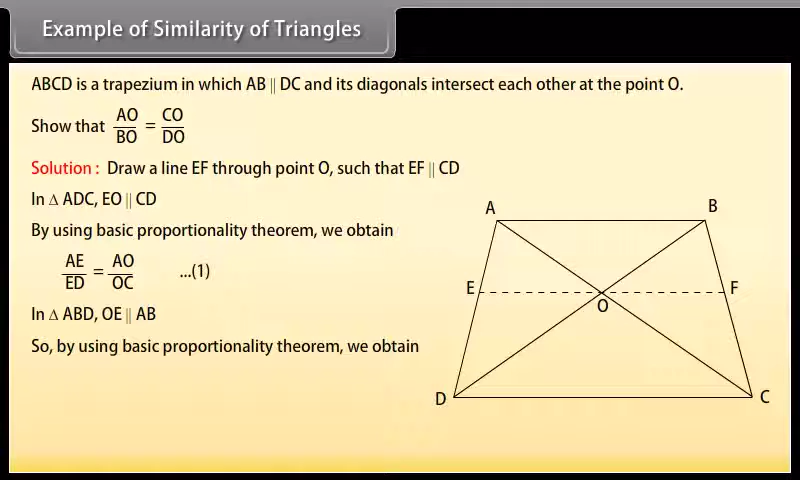 Example of Similarity of Triangles
ABCD is a trapezium in which AB || DC and its diagonals intersect each other at the point O.
Show that AO/BO = CO/DO
Solution : Draw a line EF through point O, such that EF || CD
In Δ ADC, EO || CD
By using basic proportionality theorem, we obtain
AE/ED = AO/OC ...(1)
In Δ ABD, OE || AB
So, by using basic proportionality theorem, we obtain
A B
E F
O
D C